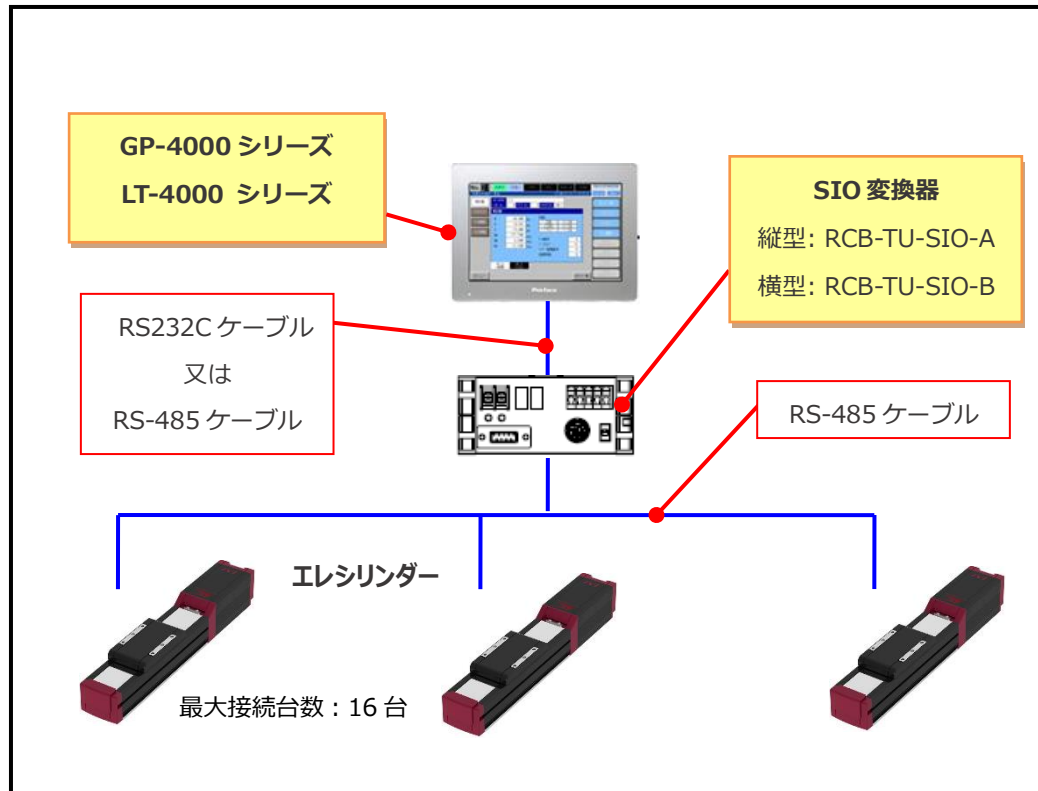 GP-4000 シリーズ
LT-4000 シリーズ
SIO 変換器
縦型: RCB-TU-SIO-A
横型: RCB-TU-SIO-B
Pro-face
RS232C ケーブル
又は
RS-485 ケーブル
RS-485 ケーブル
エレシリンダー
最大接続台数：16 台